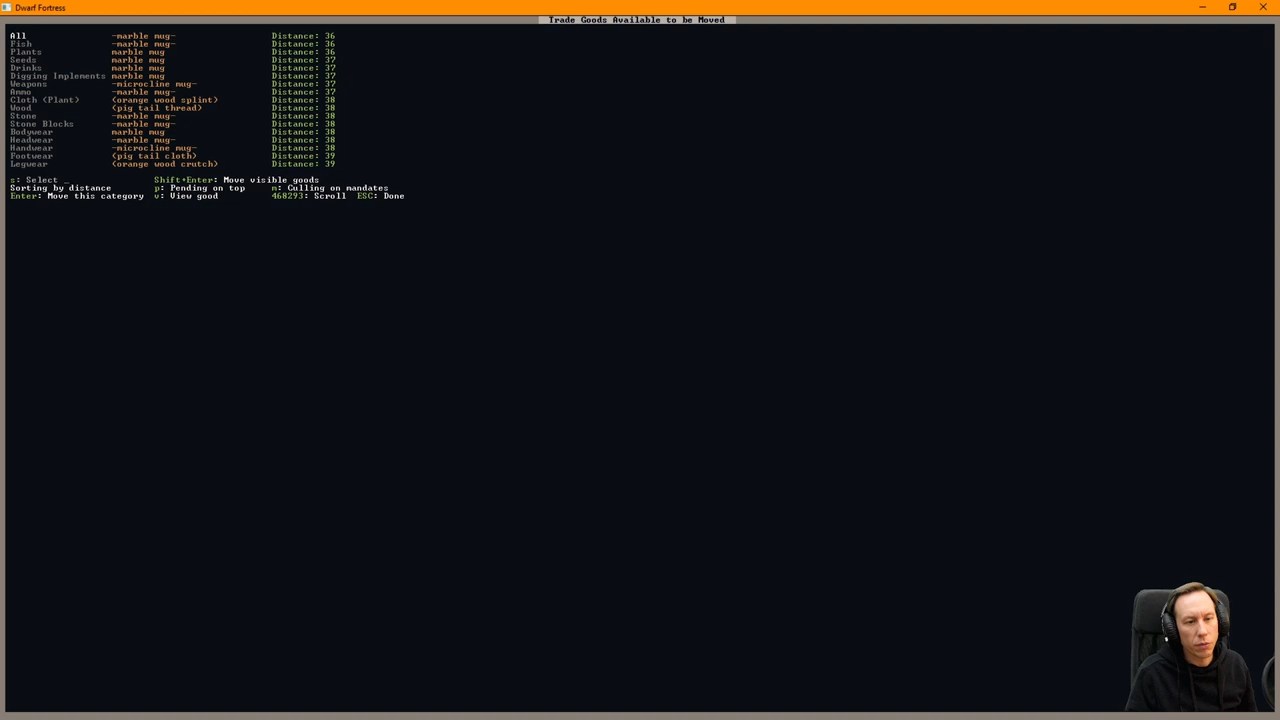 Dwarf Fortress
Trade Goods Available to be Moved
All -marble mug- Distance: 36
Fish -marble mug- Distance: 36
Plants marble mug Distance: 36
Seeds marble mug Distance: 37
Drinks marble mug Distance: 37
Digging Implements marble mug Distance: 37
Weapons -microcline mug- Distance: 37
Ammo -marble mug- Distance: 37
Cloth (Plant) (orange wood splint) Distance: 38
Wood (pig tail thread) Distance: 38
Stone -marble mug- Distance: 38
Stone Blocks -marble mug- Distance: 38
Bodywear marble mug Distance: 38
Headwear -marble mug- Distance: 38
Handwear -microcline mug- Distance: 38
Footwear (pig tail cloth) Distance: 39
Legwear (orange wood crutch) Distance: 39
s: Select _ Shift+Enter: Move visible goods
Sorting by distance p: Pending on top m: Culling on mandates
Enter: Move this category v: View good 468293: Scroll ESC: Done